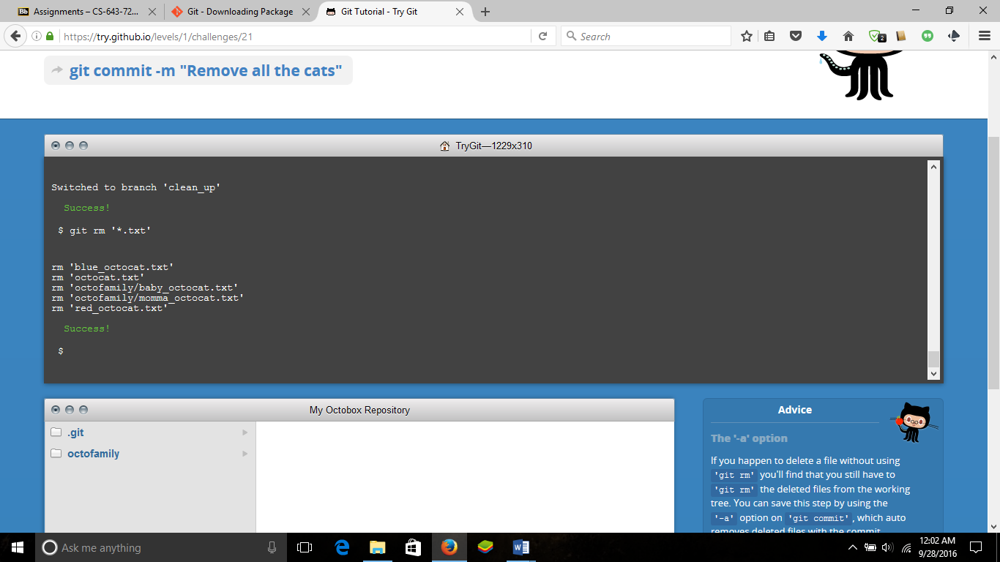 Assignments – CS-643-72...
Git - Downloading Package
Git Tutorial - Try Git
https://try.github.io/levels/1/challenges/21
Search
2
git commit -m "Remove all the cats"
TryGit—1229x310
Switched to branch 'clean_up'
Success!
$ git rm '*.txt'
rm 'blue_octocat.txt'
rm 'octocat.txt'
rm 'octofamily/baby_octocat.txt'
rm 'octofamily/momma_octocat.txt'
rm 'red_octocat.txt'
Success!
$
My Octobox Repository
.git
octofamily
Advice
The '-a' option
If you happen to delete a file without using
'git rm' you'll find that you still have to
'git rm' the deleted files from the working
tree. You can save this step by using the
'-a' option on 'git commit', which auto
removes deleted files with the commit.
Ask me anything
12:02 AM
9/28/2016